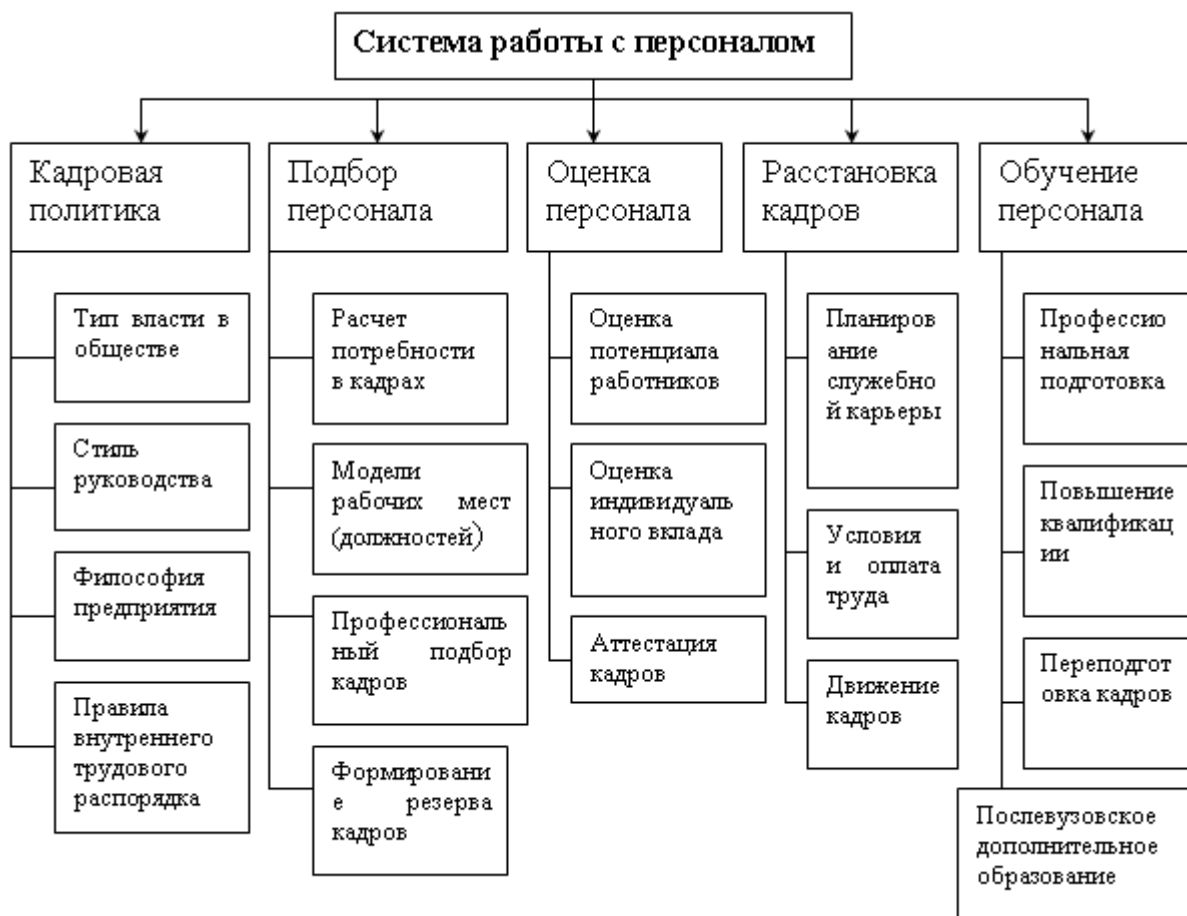 Система работы с персоналом
Кадровая
политика
Подбор
персонала
Оценка
персонала
Расстановка
кадров
Обучение
персонала
Тип власти в
обществе
Стиль
руководства
Философия
предприятия
Правила
внутреннего
трудового
распорядка
Расчет
потребности
в кадрах
Модели
рабочих мест
(должностей)
Профессиональ
ный подбор
кадров
Формировани
е резерва
кадров
Оценка
потенциала
работников
Оценка
индивидуаль
ного вклада
Аттестация
кадров
Планиров
ание
служебно
й карьеры
Условия
и оплата
труда
Движение
кадров
Профессио
нальная
подготовка
Повышение
квалификац
ии
Переподгот
овка кадров
Послевузовское
дополнительное
образование